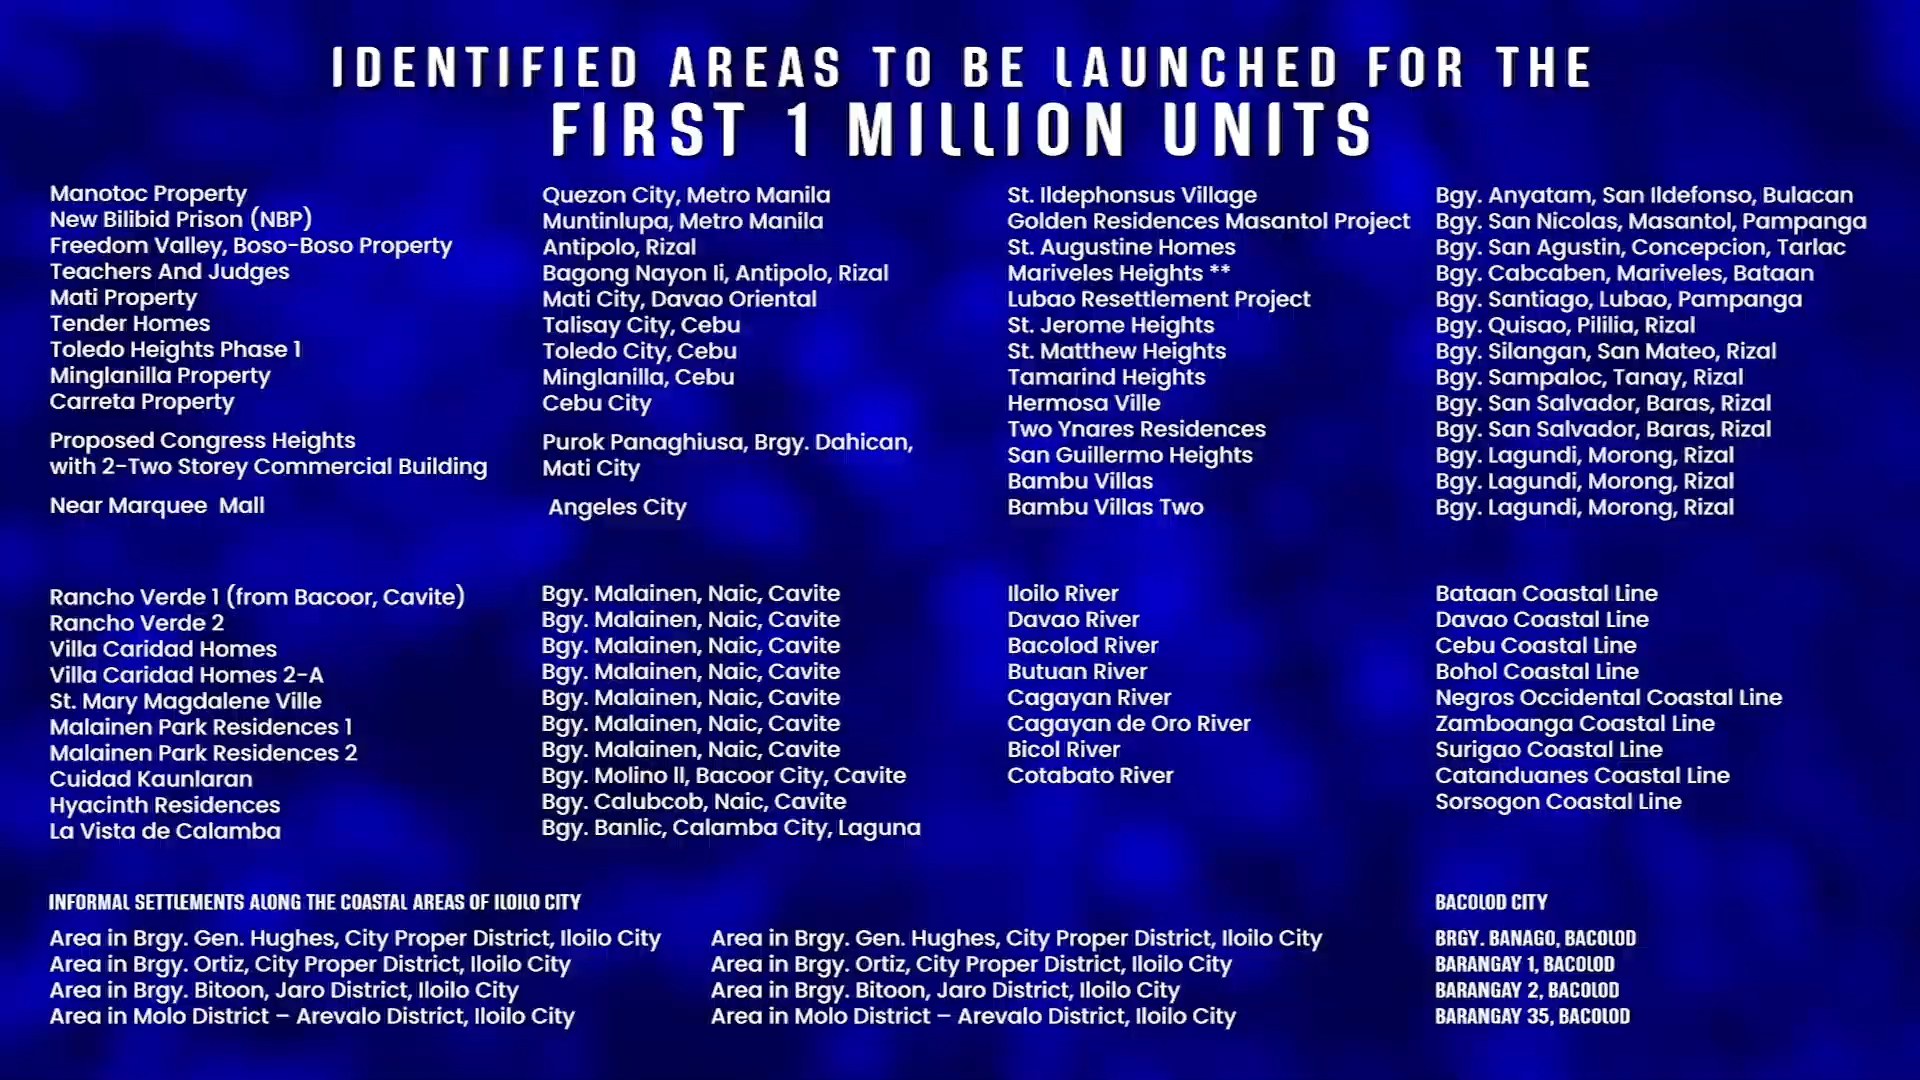 IDENTIFIED AREAS TO BE LAUNCHED FOR THE
FIRST 1 MILLION UNITS
Manotoc Property Quezon City, Metro Manila
New Bilibid Prison (NBP) Muntinlupa, Metro Manila
Freedom Valley, Boso-Boso Property Antipolo, Rizal
Teachers And Judges Bagong Nayon Ii, Antipolo, Rizal
Mati Property Mati City, Davao Oriental
Tender Homes Talisay City, Cebu
Toledo Heights Phase 1 Toledo City, Cebu
Minglanilla Property Minglanilla, Cebu
Carreta Property Cebu City
Proposed Congress Heights Purok Panaghiusa, Brgy. Dahican,
with 2-Two Storey Commercial Building Mati City
Near Marquee Mall Angeles City
St. Ildephonsus Village Bgy. Anyatam, San Ildefonso, Bulacan
Golden Residences Masantol Project Bgy. San Nicolas, Masantol, Pampanga
St. Augustine Homes Bgy. San Agustin, Concepcion, Tarlac
Mariveles Heights ** Bgy. Cabcaben, Mariveles, Bataan
Lubao Resettlement Project Bgy. Santiago, Lubao, Pampanga
St. Jerome Heights Bgy. Quisao, Pililia, Rizal
St. Matthew Heights Bgy. Silangan, San Mateo, Rizal
Tamarind Heights Bgy. Sampaloc, Tanay, Rizal
Hermosa Ville Bgy. San Salvador, Baras, Rizal
Two Ynares Residences Bgy. San Salvador, Baras, Rizal
San Guillermo Heights Bgy. Lagundi, Morong, Rizal
Bambu Villas Bgy. Lagundi, Morong, Rizal
Bambu Villas Two Bgy. Lagundi, Morong, Rizal
Rancho Verde 1 (from Bacoor, Cavite) Bgy. Malainen, Naic, Cavite
Rancho Verde 2 Bgy. Malainen, Naic, Cavite
Villa Caridad Homes Bgy. Malainen, Naic, Cavite
Villa Caridad Homes 2-A Bgy. Malainen, Naic, Cavite
St. Mary Magdalene Ville Bgy. Malainen, Naic, Cavite
Malainen Park Residences 1 Bgy. Malainen, Naic, Cavite
Malainen Park Residences 2 Bgy. Malainen, Naic, Cavite
Cuidad Kaunlaran Bgy. Molino II, Bacoor City, Cavite
Hyacinth Residences Bgy. Calubcob, Naic, Cavite
La Vista de Calamba Bgy. Banlic, Calamba City, Laguna
Iloilo River
Davao River
Bacolod River
Butuan River
Cagayan River
Cagayan de Oro River
Bicol River
Cotabato River
Bataan Coastal Line
Davao Coastal Line
Cebu Coastal Line
Bohol Coastal Line
Negros Occidental Coastal Line
Zamboanga Coastal Line
Surigao Coastal Line
Catanduanes Coastal Line
Sorsogon Coastal Line
INFORMAL SETTLEMENTS ALONG THE COASTAL AREAS OF ILOILO CITY
Area in Brgy. Gen. Hughes, City Proper District, Iloilo City
Area in Brgy. Ortiz, City Proper District, Iloilo City
Area in Brgy. Bitoon, Jaro District, Iloilo City
Area in Molo District – Arevalo District, Iloilo City
Area in Brgy. Gen. Hughes, City Proper District, Iloilo City
Area in Brgy. Ortiz, City Proper District, Iloilo City
Area in Brgy. Bitoon, Jaro District, Iloilo City
Area in Molo District – Arevalo District, Iloilo City
BACOLOD CITY
BRGY. BANAGO, BACOLOD
BARANGAY 1, BACOLOD
BARANGAY 2, BACOLOD
BARANGAY 35, BACOLOD